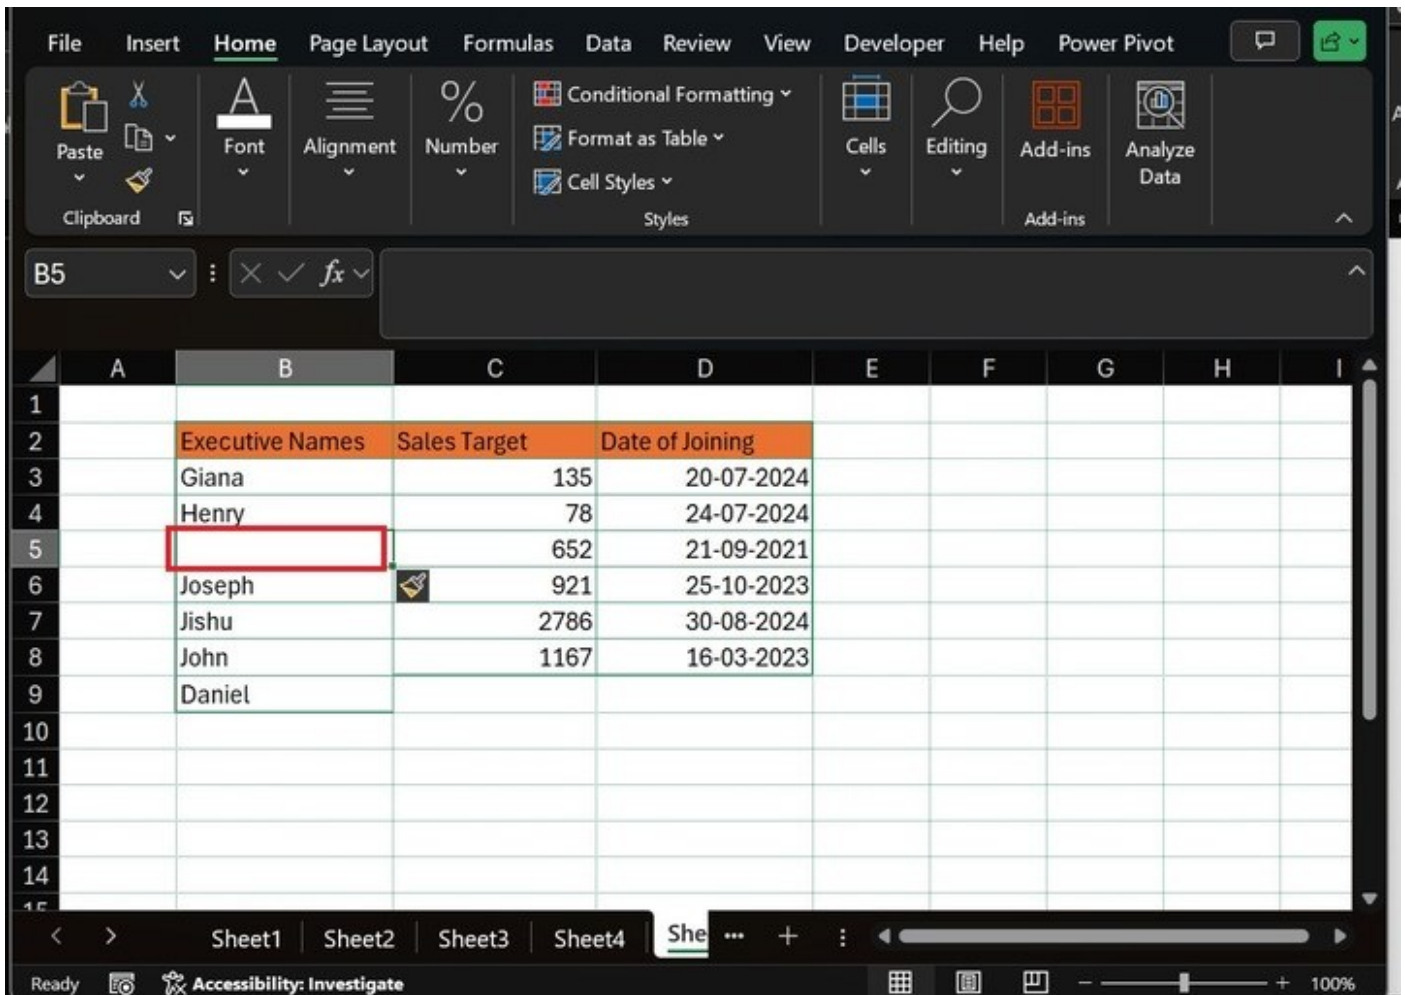 File Insert Home Page Layout Formulas Data Review View Developer Help Power Pivot
Paste Font Alignment Number Conditional Formatting Format as Table Cell Styles Cells Editing Add-ins Analyze Data
Clipboard Styles Add-ins
B5 fx
A B C D E F G H I
1
2 Executive Names Sales Target Date of Joining
3 Giana 135 20-07-2024
4 Henry 78 24-07-2024
5 652 21-09-2021
6 Joseph 921 25-10-2023
7 Jishu 2786 30-08-2024
8 John 1167 16-03-2023
9 Daniel
10
11
12
13
14
15
Sheet1 Sheet2 Sheet3 Sheet4 She ... +
Ready Accessibility: Investigate - + 100%